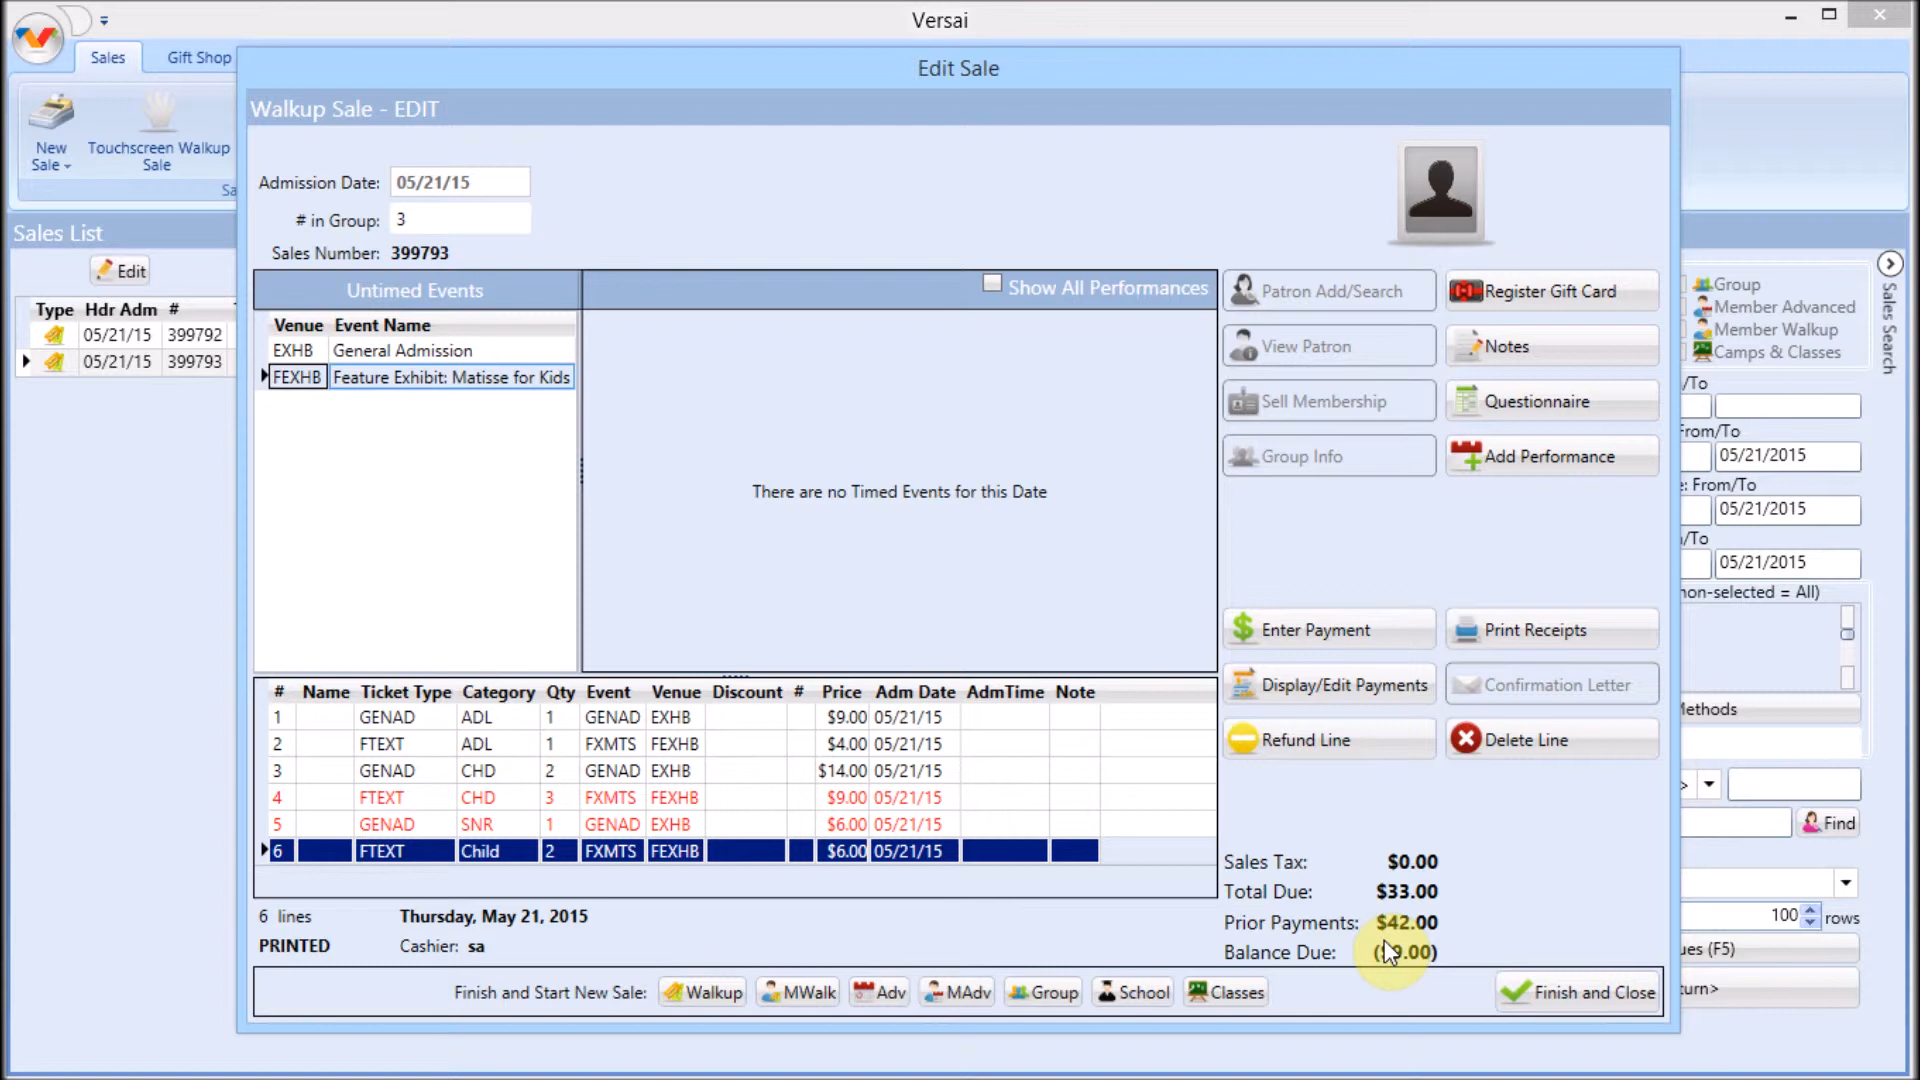 Versai
Sales
Gift Shop
New Sale
Touchscreen Walkup Sale
Edit Sale
Walkup Sale - EDIT
Admission Date: 05/21/15
# in Group: 3
Sales Number: 399793
Sales List
Edit
Type Hdr Adm #
05/21/15 399792
05/21/15 399793
Untimed Events
Show All Performances
Venue Event Name
EXHB General Admission
FEXHB Feature Exhibit: Matisse for Kids
There are no Timed Events for this Date
Patron Add/Search
Register Gift Card
View Patron
Notes
Sell Membership
Questionnaire
Group Info
Add Performance
Enter Payment
Print Receipts
Display/Edit Payments
Confirmation Letter
Refund Line
Delete Line
# Name Ticket Type Category Qty Event Venue Discount # Price Adm Date AdmTime Note
1 GENAD ADL 1 GENAD EXHB $9.00 05/21/15
2 FTEXT ADL 1 FXMTS FEXHB $4.00 05/21/15
3 GENAD CHD 2 GENAD EXHB $14.00 05/21/15
4 FTEXT CHD 3 FXMTS FEXHB $9.00 05/21/15
5 GENAD SNR 1 GENAD EXHB $6.00 05/21/15
6 FTEXT Child 2 FXMTS FEXHB $6.00 05/21/15
Sales Tax: $0.00
Total Due: $33.00
Prior Payments: $42.00
Balance Due:
6 lines Thursday, May 21, 2015
PRINTED Cashier: sa
Finish and Start New Sale: Walkup MWalk Adv MAdv Group School Classes
Finish and Close
Group
Member Advanced
Member Walkup
Camps & Classes
Sales Search
/To
From/To
05/21/2015
: From/To
05/21/2015
/To
05/21/2015
non-selected = All)
Methods
>
Find
100 rows
ues (F5)
urn>